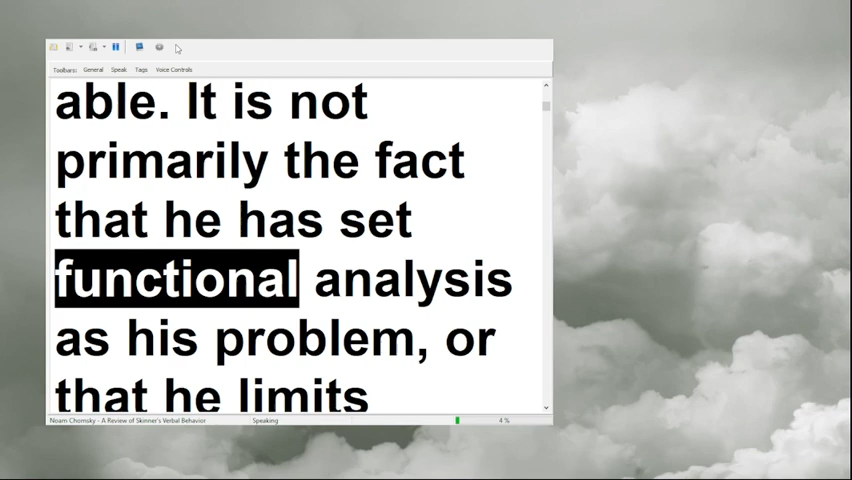 Toolbars: General Speak Tags Voice Controls
able. It is not
primarily the fact
that he has set
functional analysis
as his problem, or
that he limits
Noam Chomsky - A Review of Skinner's Verbal Behavior Speaking 4 %